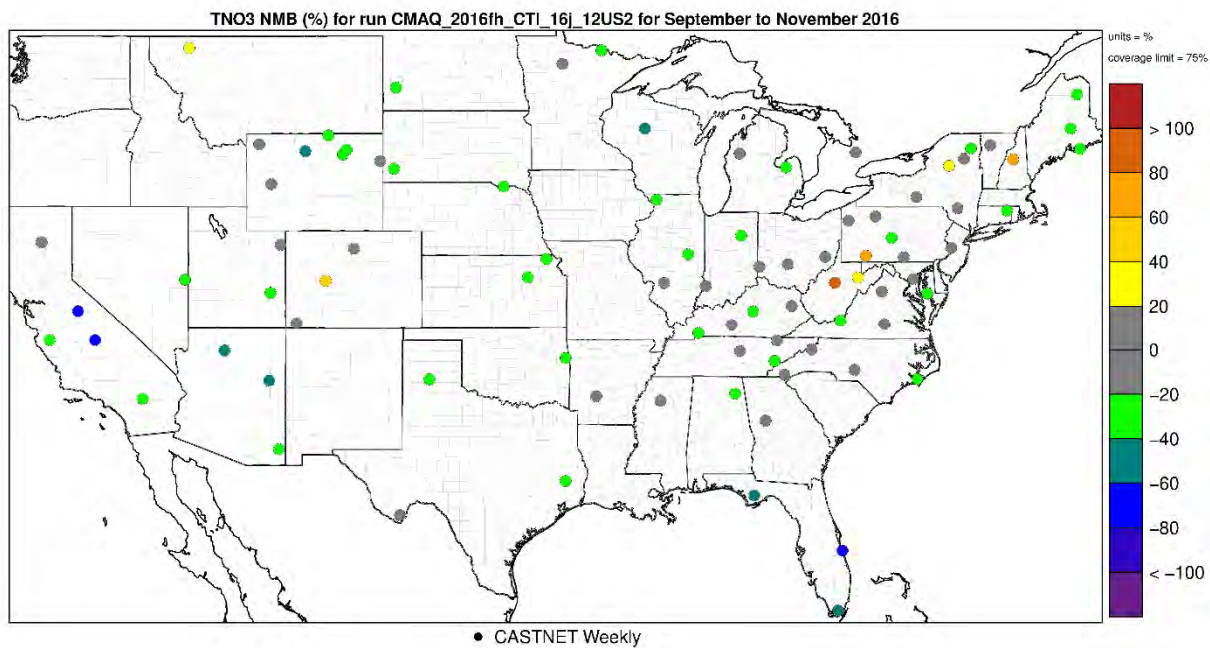 TNO3 NMB (%) for run CMAQ_2016fh_CTI_16j_12US2 for September to November 2016
units = %
coverage limit = 75%
> 100
80
60
40
20
0
−20
−40
−60
−80
< −100
● CASTNET Weekly